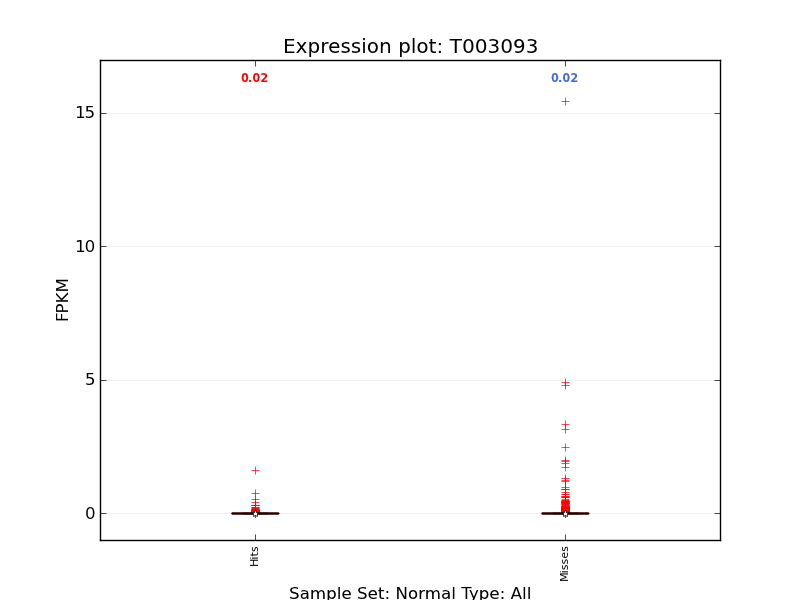 Expression plot: T003093
0.02 0.02
15
10
5
0
FPKM
Hits Misses
Sample Set: Normal Type: All